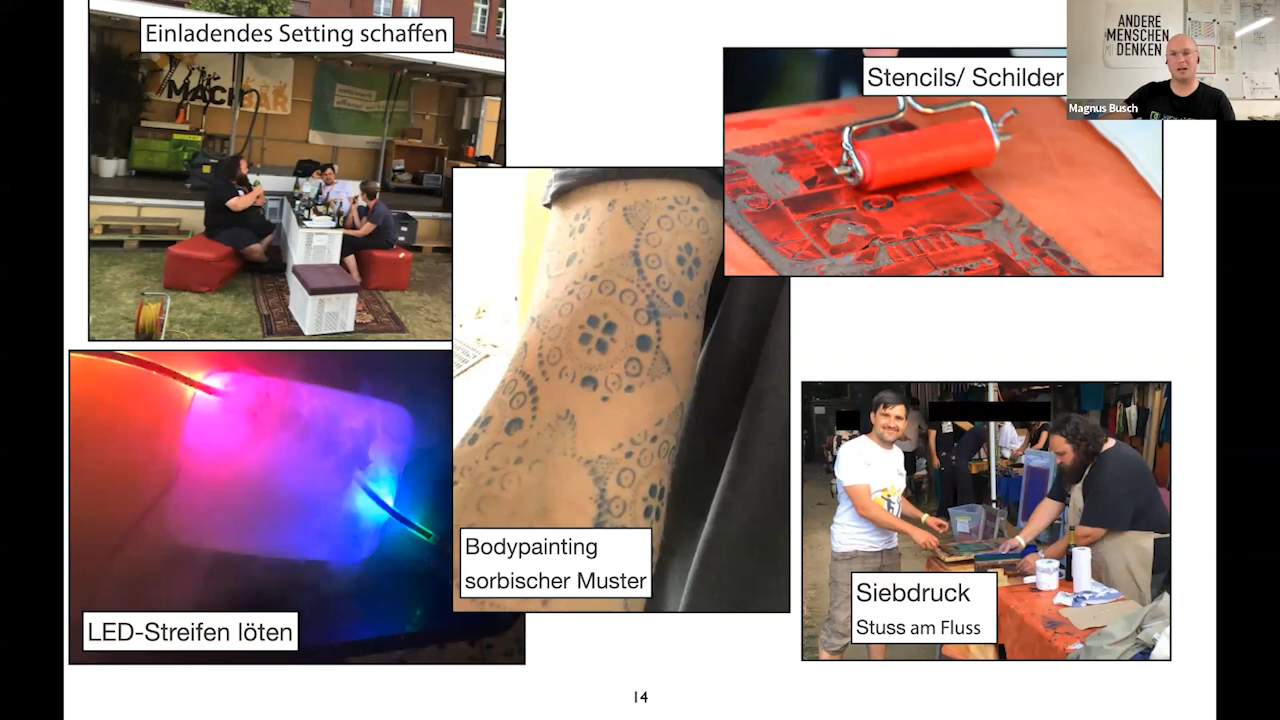 Einladendes Setting schaffen
MACHBAR
Stencils/ Schilder
ANDERE
MENSCHEN
DENKEN
Magnus Busch
Bodypainting
sorbischer Muster
LED-Streifen löten
Siebdruck
Stuss am Fluss
14